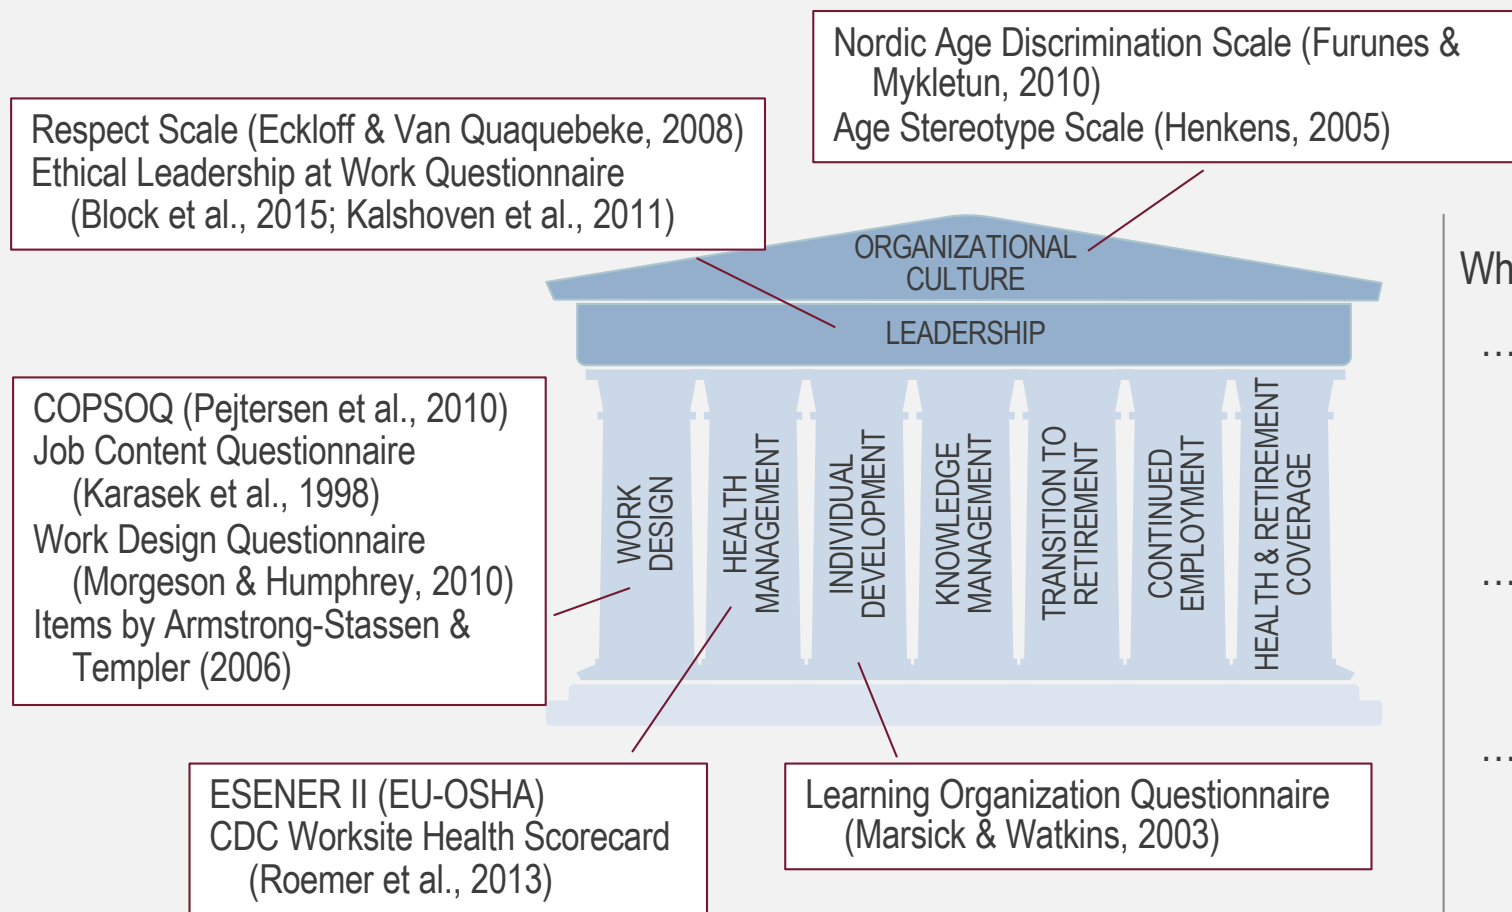 Nordic Age Discrimination Scale (Furunes &
Mykletun, 2010)
Age Stereotype Scale (Henkens, 2005)
Respect Scale (Eckloff & Van Quaquebeke, 2008)
Ethical Leadership at Work Questionnaire
(Block et al., 2015; Kalshoven et al., 2011)
ORGANIZATIONAL
CULTURE
LEADERSHIP
COPSOQ (Pejtersen et al., 2010)
Job Content Questionnaire
(Karasek et al., 1998)
Work Design Questionnaire
(Morgeson & Humphrey, 2010)
Items by Armstrong-Stassen &
Templer (2006)
WORK
DESIGN
HEALTH
MANAGEMENT
INDIVIDUAL
DEVELOPMENT
KNOWLEDGE
MANAGEMENT
TRANSITION TO
RETIREMENT
CONTINUED
EMPLOYMENT
HEALTH & RETIREMENT
COVERAGE
ESENER II (EU-OSHA)
CDC Worksite Health Scorecard
(Roemer et al., 2013)
Learning Organization Questionnaire
(Marsick & Watkins, 2003)
Wh
…
…
…